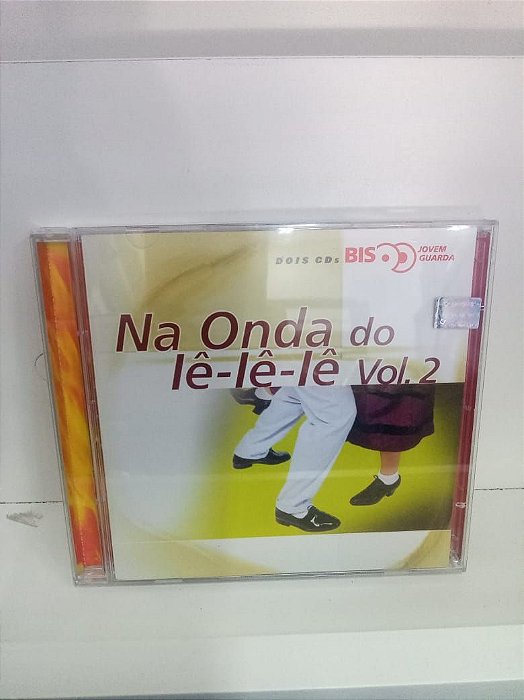 DOIS CDs BIS JOVEM GUARDA
Na Onda do
Iê-Iê-Iê Vol. 2